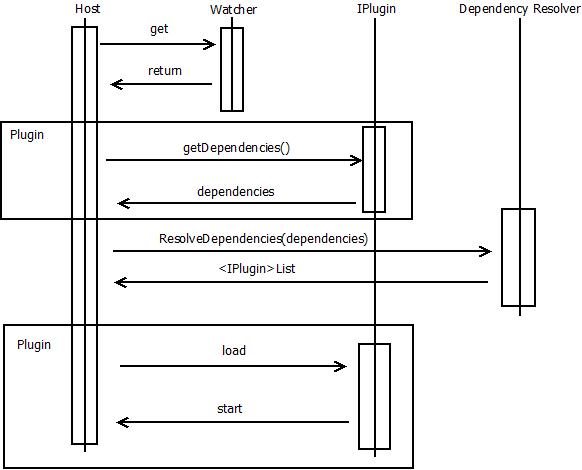 Host
Watcher
IPlugin
Dependency Resolver
get
return
Plugin
getDependencies()
dependencies
ResolveDependencies(dependencies)
<IPlugin>List
Plugin
load
start